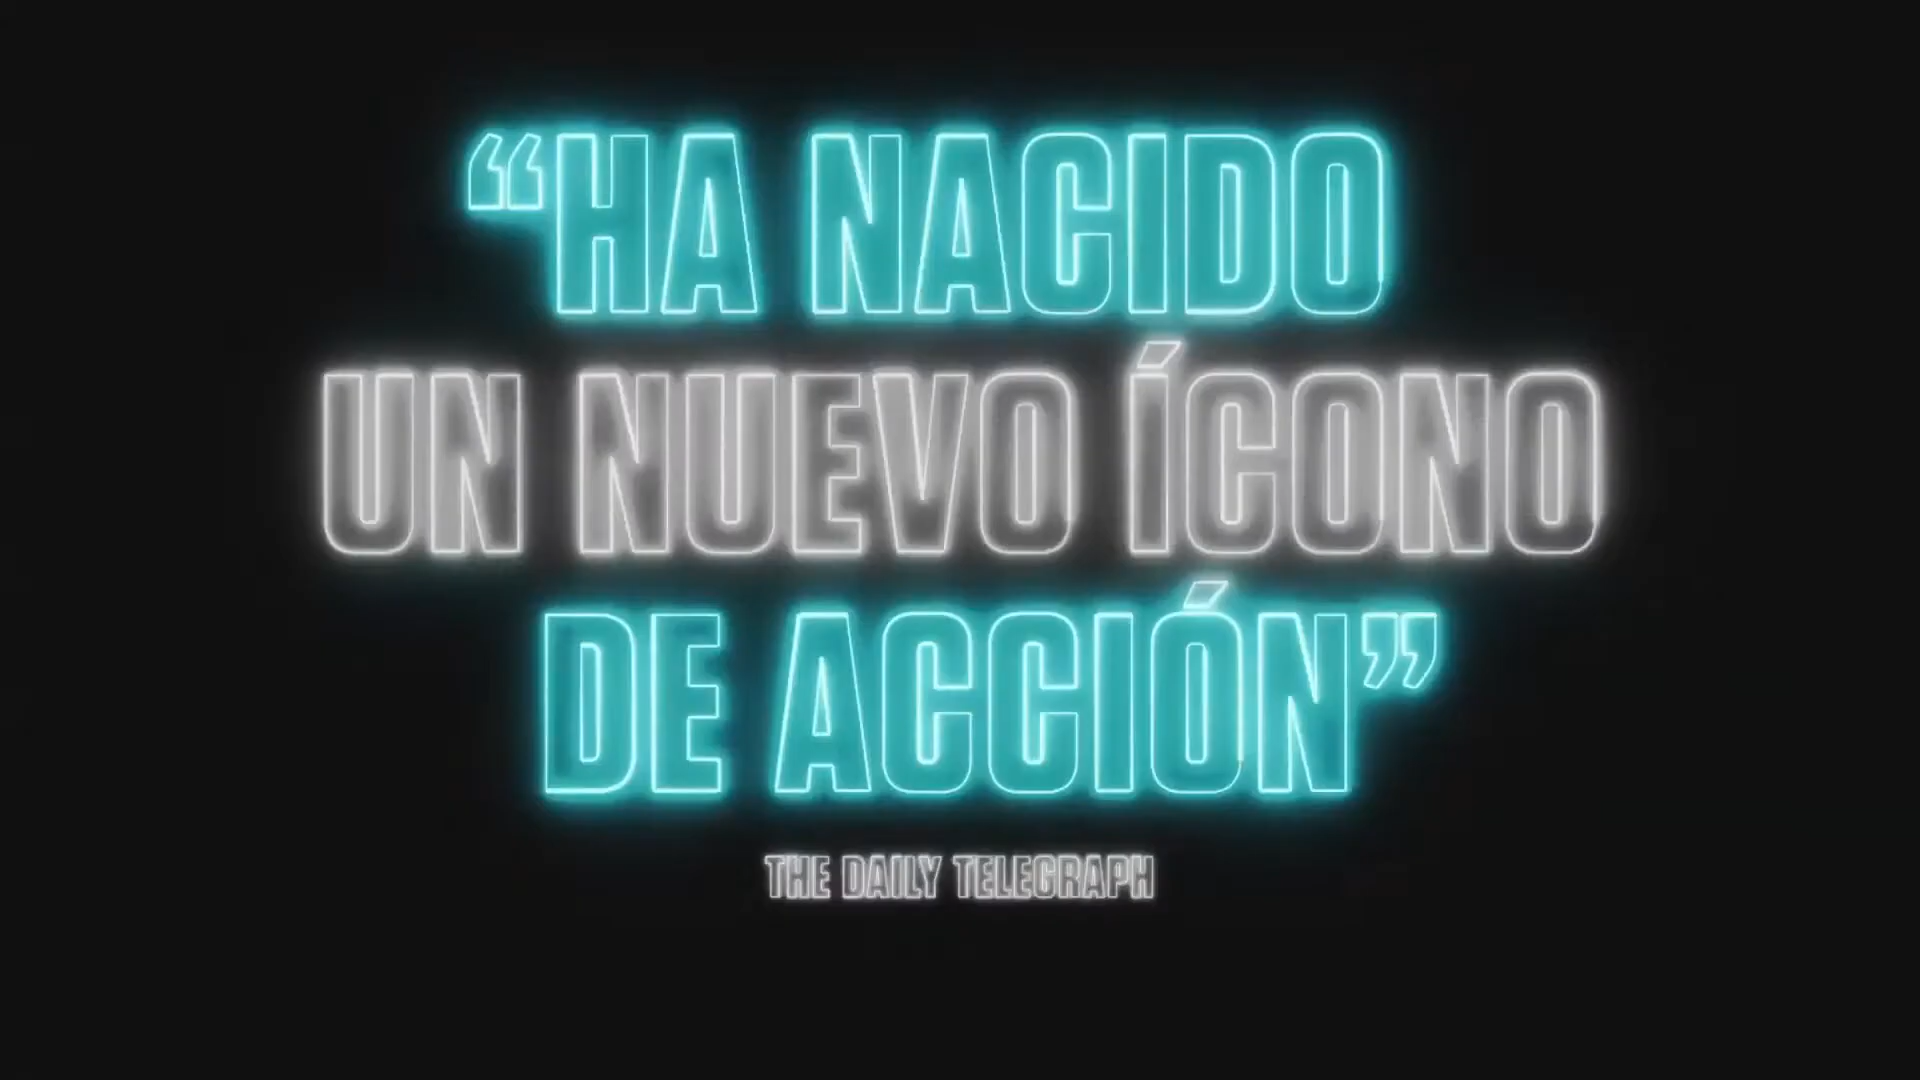 “HA NACIDO
UN NUEVO ÍCONO
DE ACCIÓN”
THE DAILY TELEGRAPH